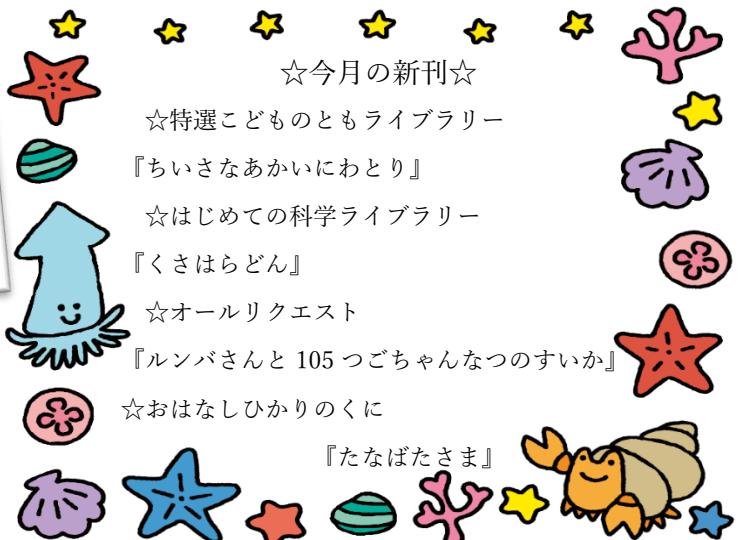 ☆今月の新刊☆
☆特選こどものともライブラリー
『ちいさなあかいにわとり』
☆はじめての科学ライブラリー
『くさはらどん』
☆オールリクエスト
『ルンバさんと 105 つごちゃんなつのすいか』
☆おはなしひかりのくに
『たなばたさま』